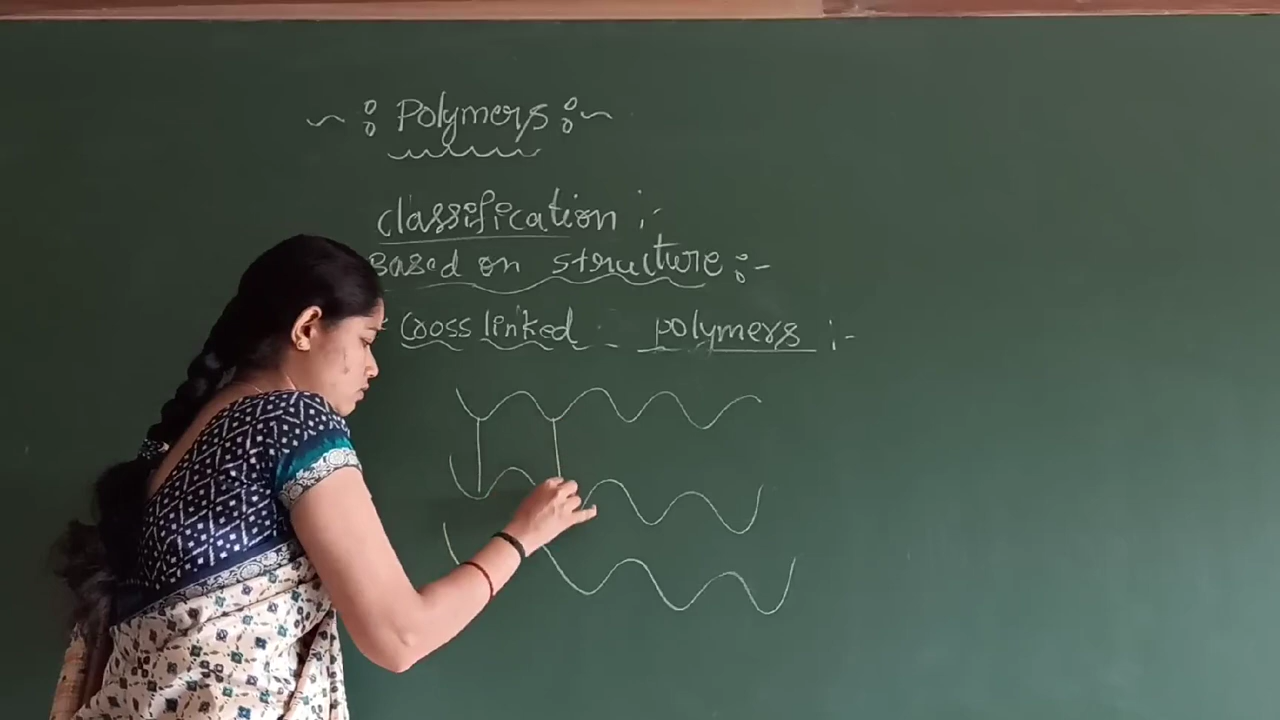 ~ : Polymers : ~
classification :-
Based on structure :-
* Cross linked - polymers :-